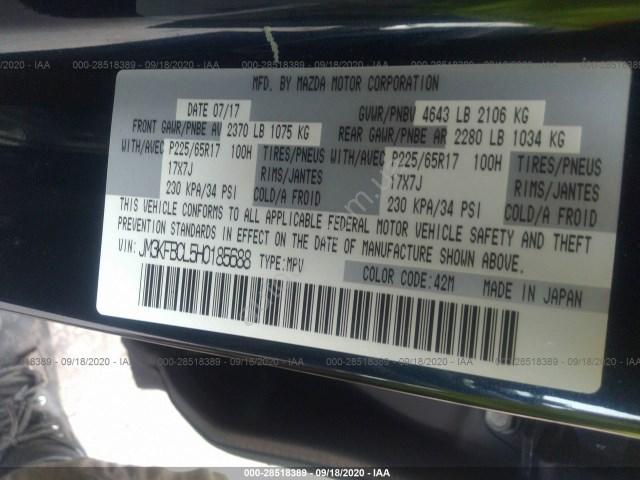 000-28518389 - 09/18/2020 - IAA
MFD. BY MAZDA MOTOR CORPORATION
DATE 07/17 GVWR/PNBV 4643 LB 2106 KG
FRONT GAWR/PNBE AV 2370 LB 1075 KG REAR GAWR/PNBE AR 2280 LB 1034 KG
WITH/AVEC P225/65R17 100H TIRES/PNEUS WITH/AVEC P225/65R17 100H TIRES/PNEUS
17X7J RIMS/JANTES 17X7J RIMS/JANTES
230 KPA/34 PSI COLD/A FROID 230 KPA/34 PSI COLD/A FROID
THIS VEHICLE CONFORMS TO ALL APPLICABLE FEDERAL MOTOR VEHICLE SAFETY AND THEFT
PREVENTION STANDARDS IN EFFECT ON THE DATE OF MANUFACTURE SHOWN ABOVE.
VIN: JM3KFBCL5H0185688 TYPE: MPV
COLOR CODE: 42M MADE IN JAPAN
000-28518389 - 09/18/2020 - IAA
000-28518389 - 09/18/2020 - IAA